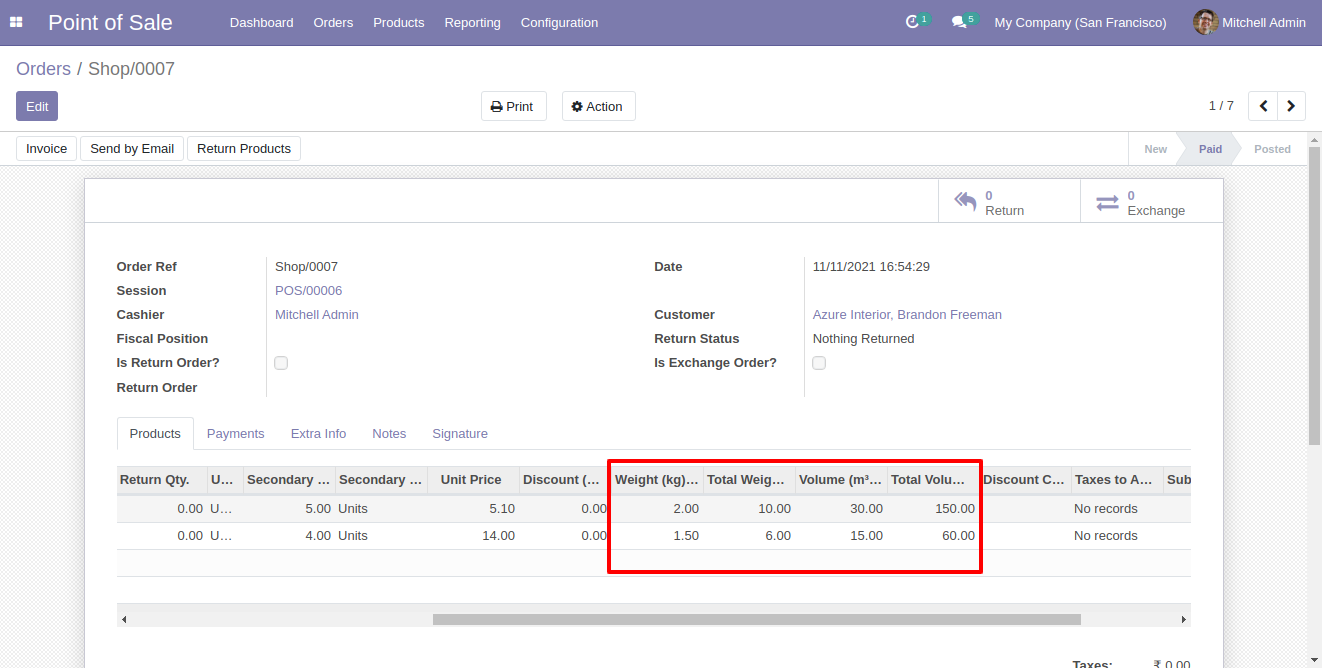 Point of Sale Dashboard Orders Products Reporting Configuration 1 5 My Company (San Francisco) Mitchell Admin
Orders / Shop/0007
Edit Print Action 1 / 7
Invoice Send by Email Return Products New Paid Posted
0 0
Return Exchange
Order Ref Shop/0007 Date 11/11/2021 16:54:29
Session POS/00006
Cashier Mitchell Admin Customer Azure Interior, Brandon Freeman
Fiscal Position Return Status Nothing Returned
Is Return Order? Is Exchange Order?
Return Order
Products Payments Extra Info Notes Signature
Return Qty. U... Secondary ... Secondary ... Unit Price Discount (... Weight (kg)... Total Weig... Volume (m³... Total Volu... Discount C... Taxes to A... Sub
0.00 U... 5.00 Units 5.10 0.00 2.00 10.00 30.00 150.00 No records
0.00 U... 4.00 Units 14.00 0.00 1.50 6.00 15.00 60.00 No records
Taxes: ₹ 0.00